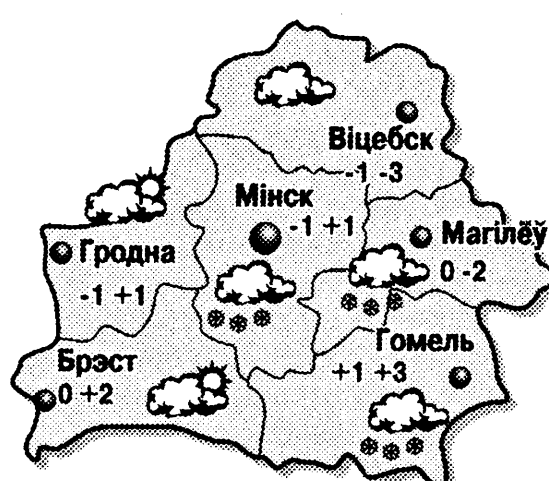 Віцебск
-1 -3
Мінск
-1 +1
Магілёў
0 -2
Гродна
-1 +1
Гомель
+1 +3
Брэст
0 +2